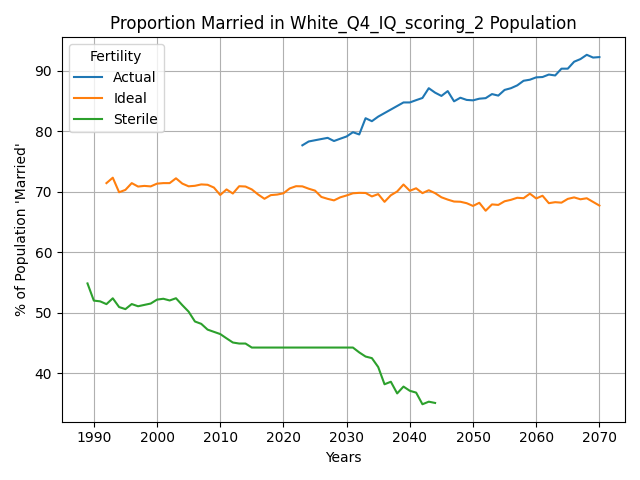 Proportion Married in White_Q4_IQ_scoring_2 Population
Fertility
Actual
Ideal
Sterile
% of Population 'Married'
90
80
70
60
50
40
1990 2000 2010 2020 2030 2040 2050 2060 2070
Years